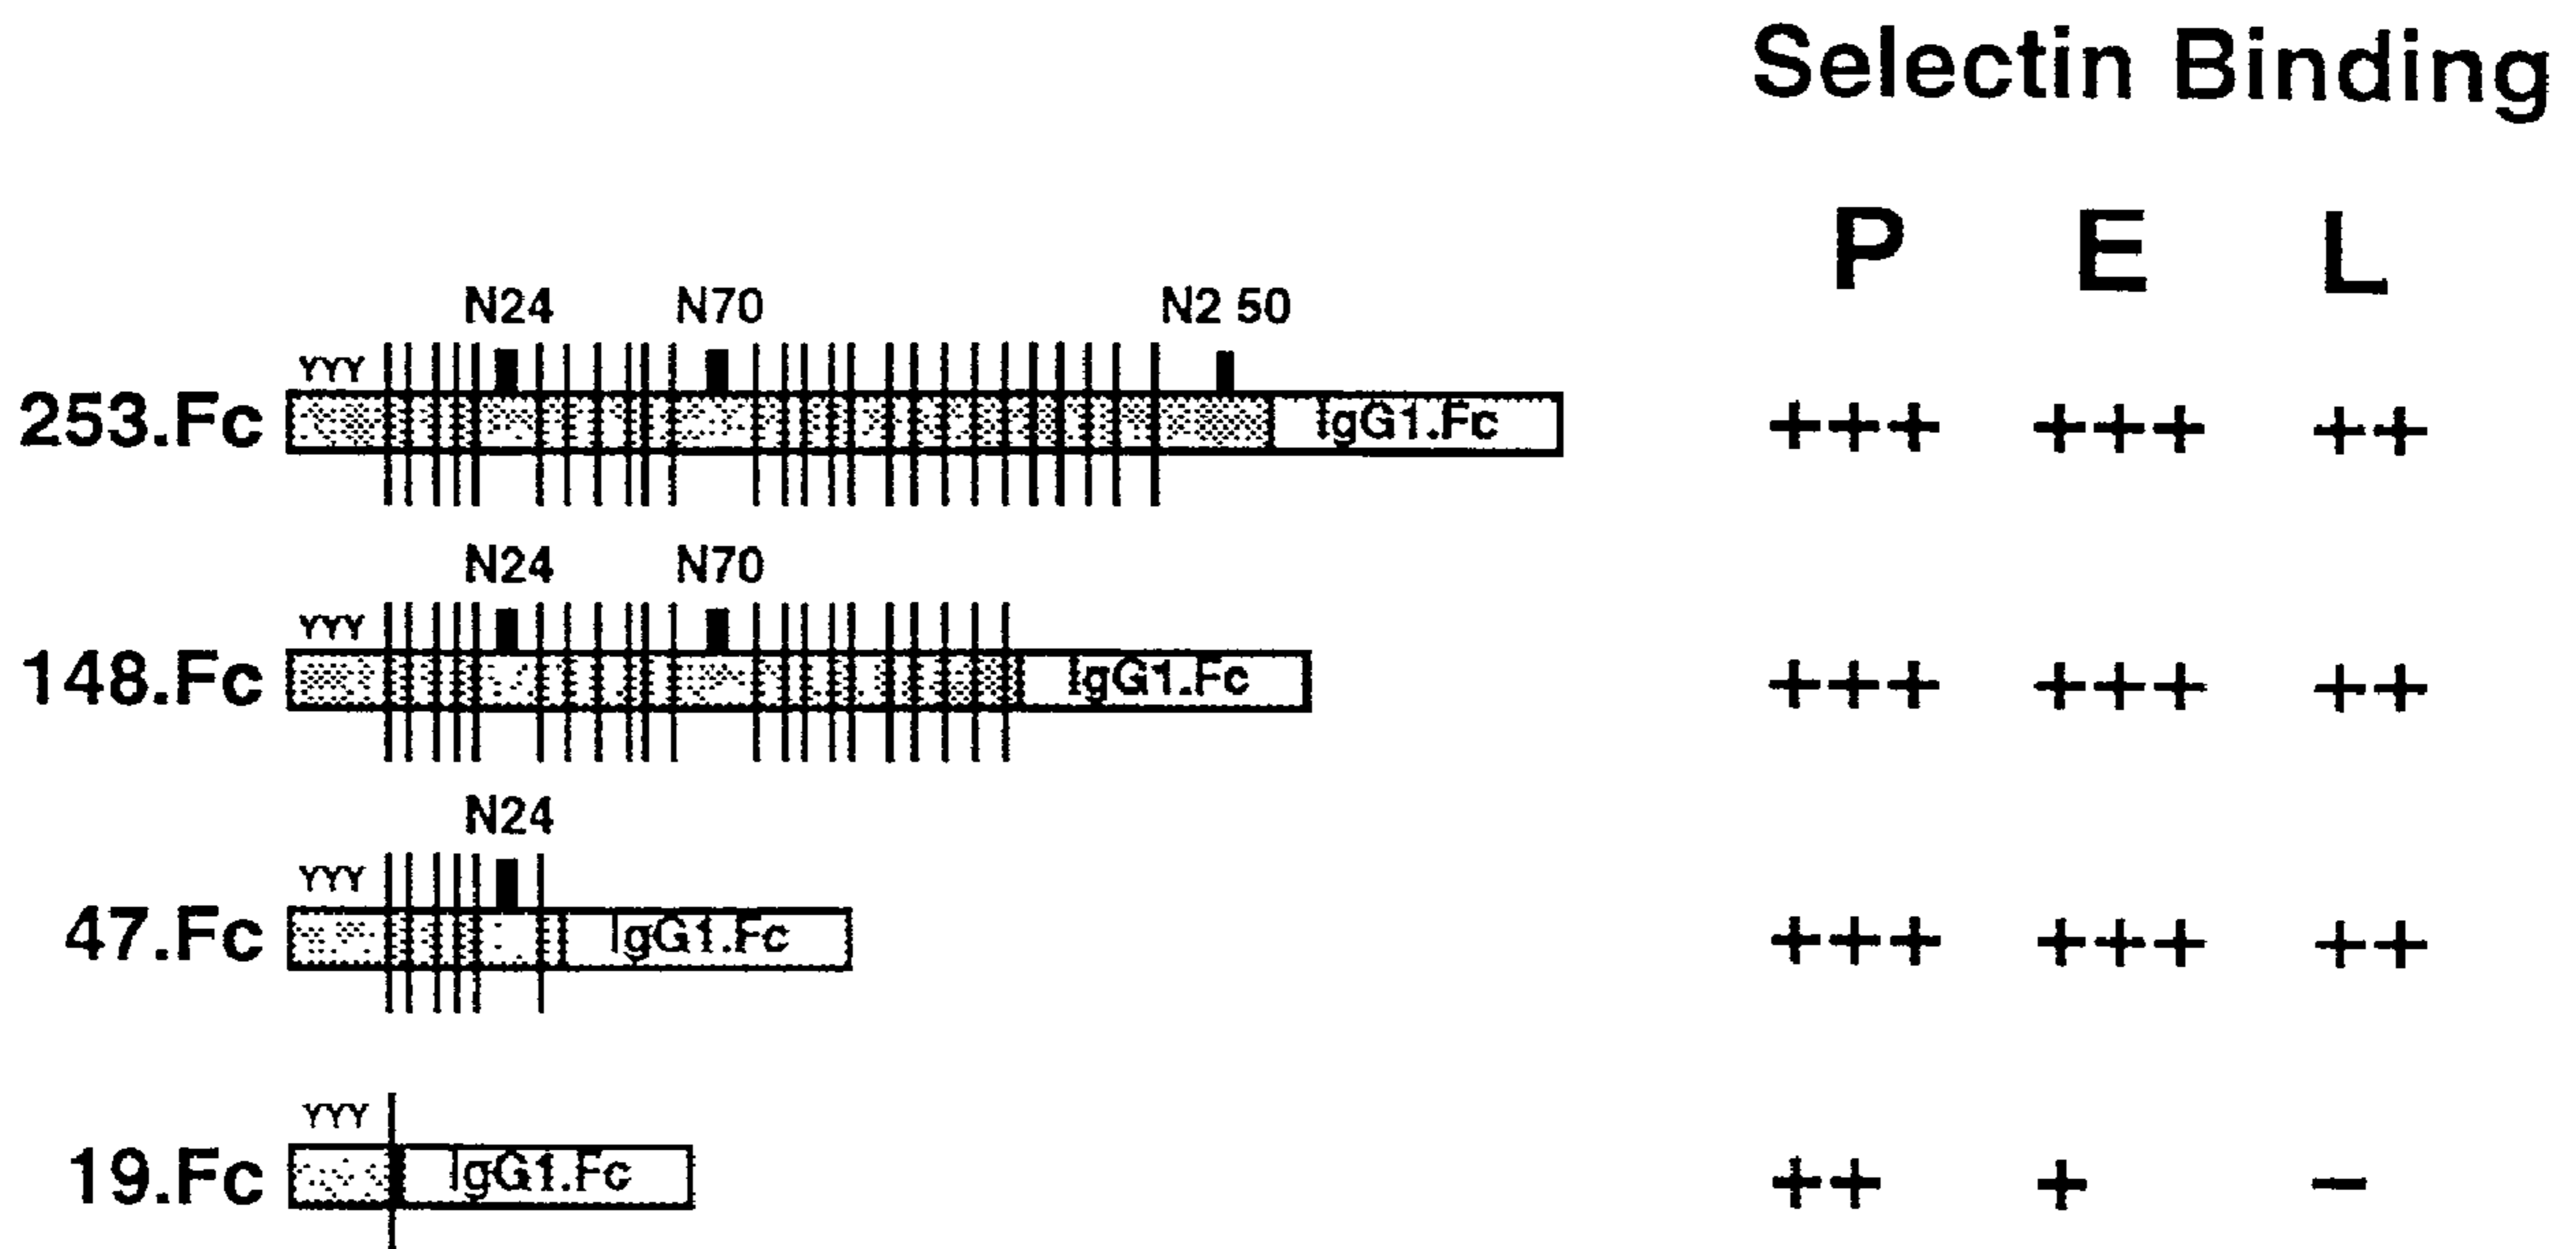 Selectin Binding
P E L
N24 N70 N2 50
YYY
253.Fc IgG1.Fc +++ +++ ++
N24 N70
YYY
148.Fc IgG1.Fc +++ +++ ++
N24
YYY
47.Fc IgG1.Fc +++ +++ ++
YYY
19.Fc IgG1.Fc ++ + −